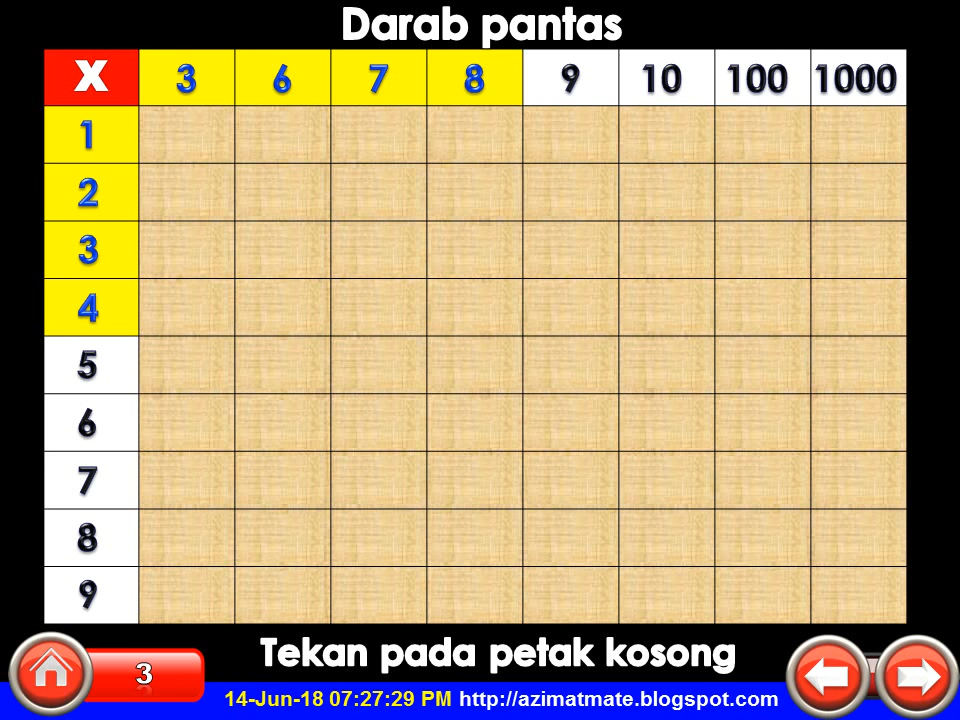 Darab pantas
X 3 6 7 8 9 10 100 1000
1
2
3
4
5
6
7
8
9
Tekan pada petak kosong
3
14-Jun-18 07:27:29 PM http://azimatmate.blogspot.com